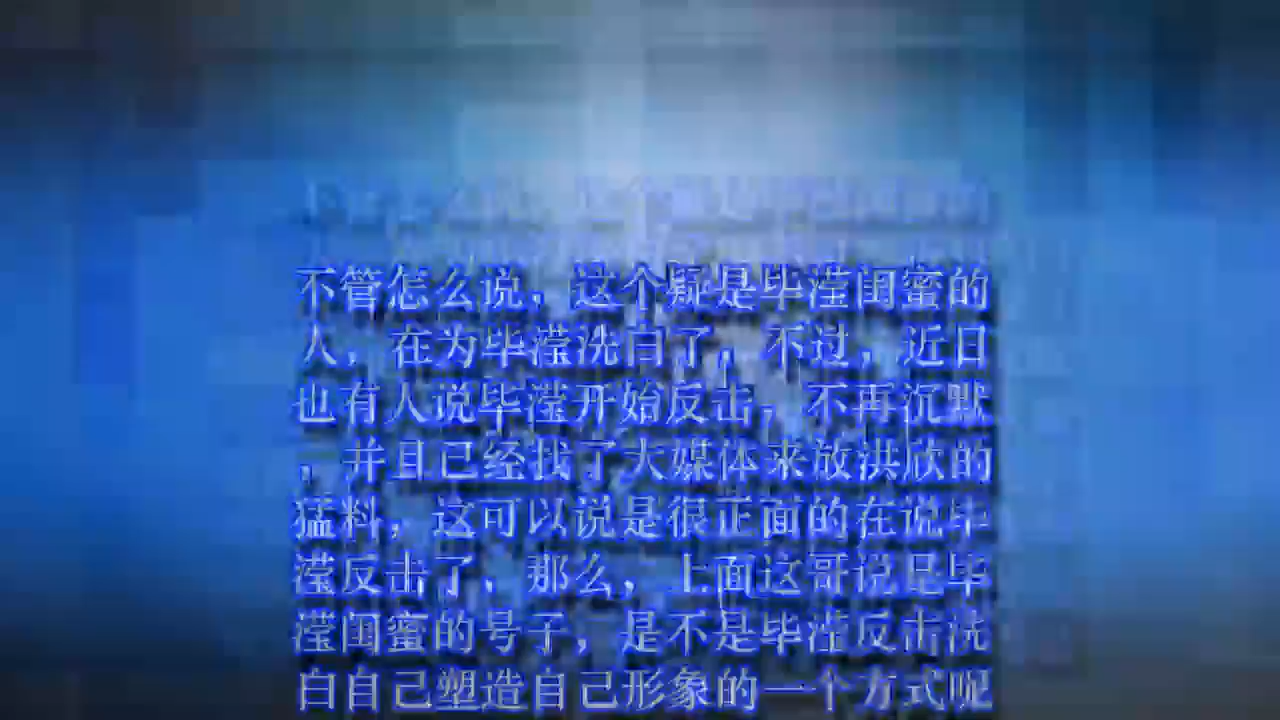 不管怎么说，这个疑是毕滢闺蜜的
人，在为毕滢洗白了，不过，近日
也有人说毕滢开始反击，不再沉默
，并且已经找了大媒体来放洪欣的
猛料，这可以说是很正面的在说毕
滢反击了，那么，上面这哥说是毕
滢闺蜜的号子，是不是毕滢反击洗
白自己塑造自己形象的一个方式呢